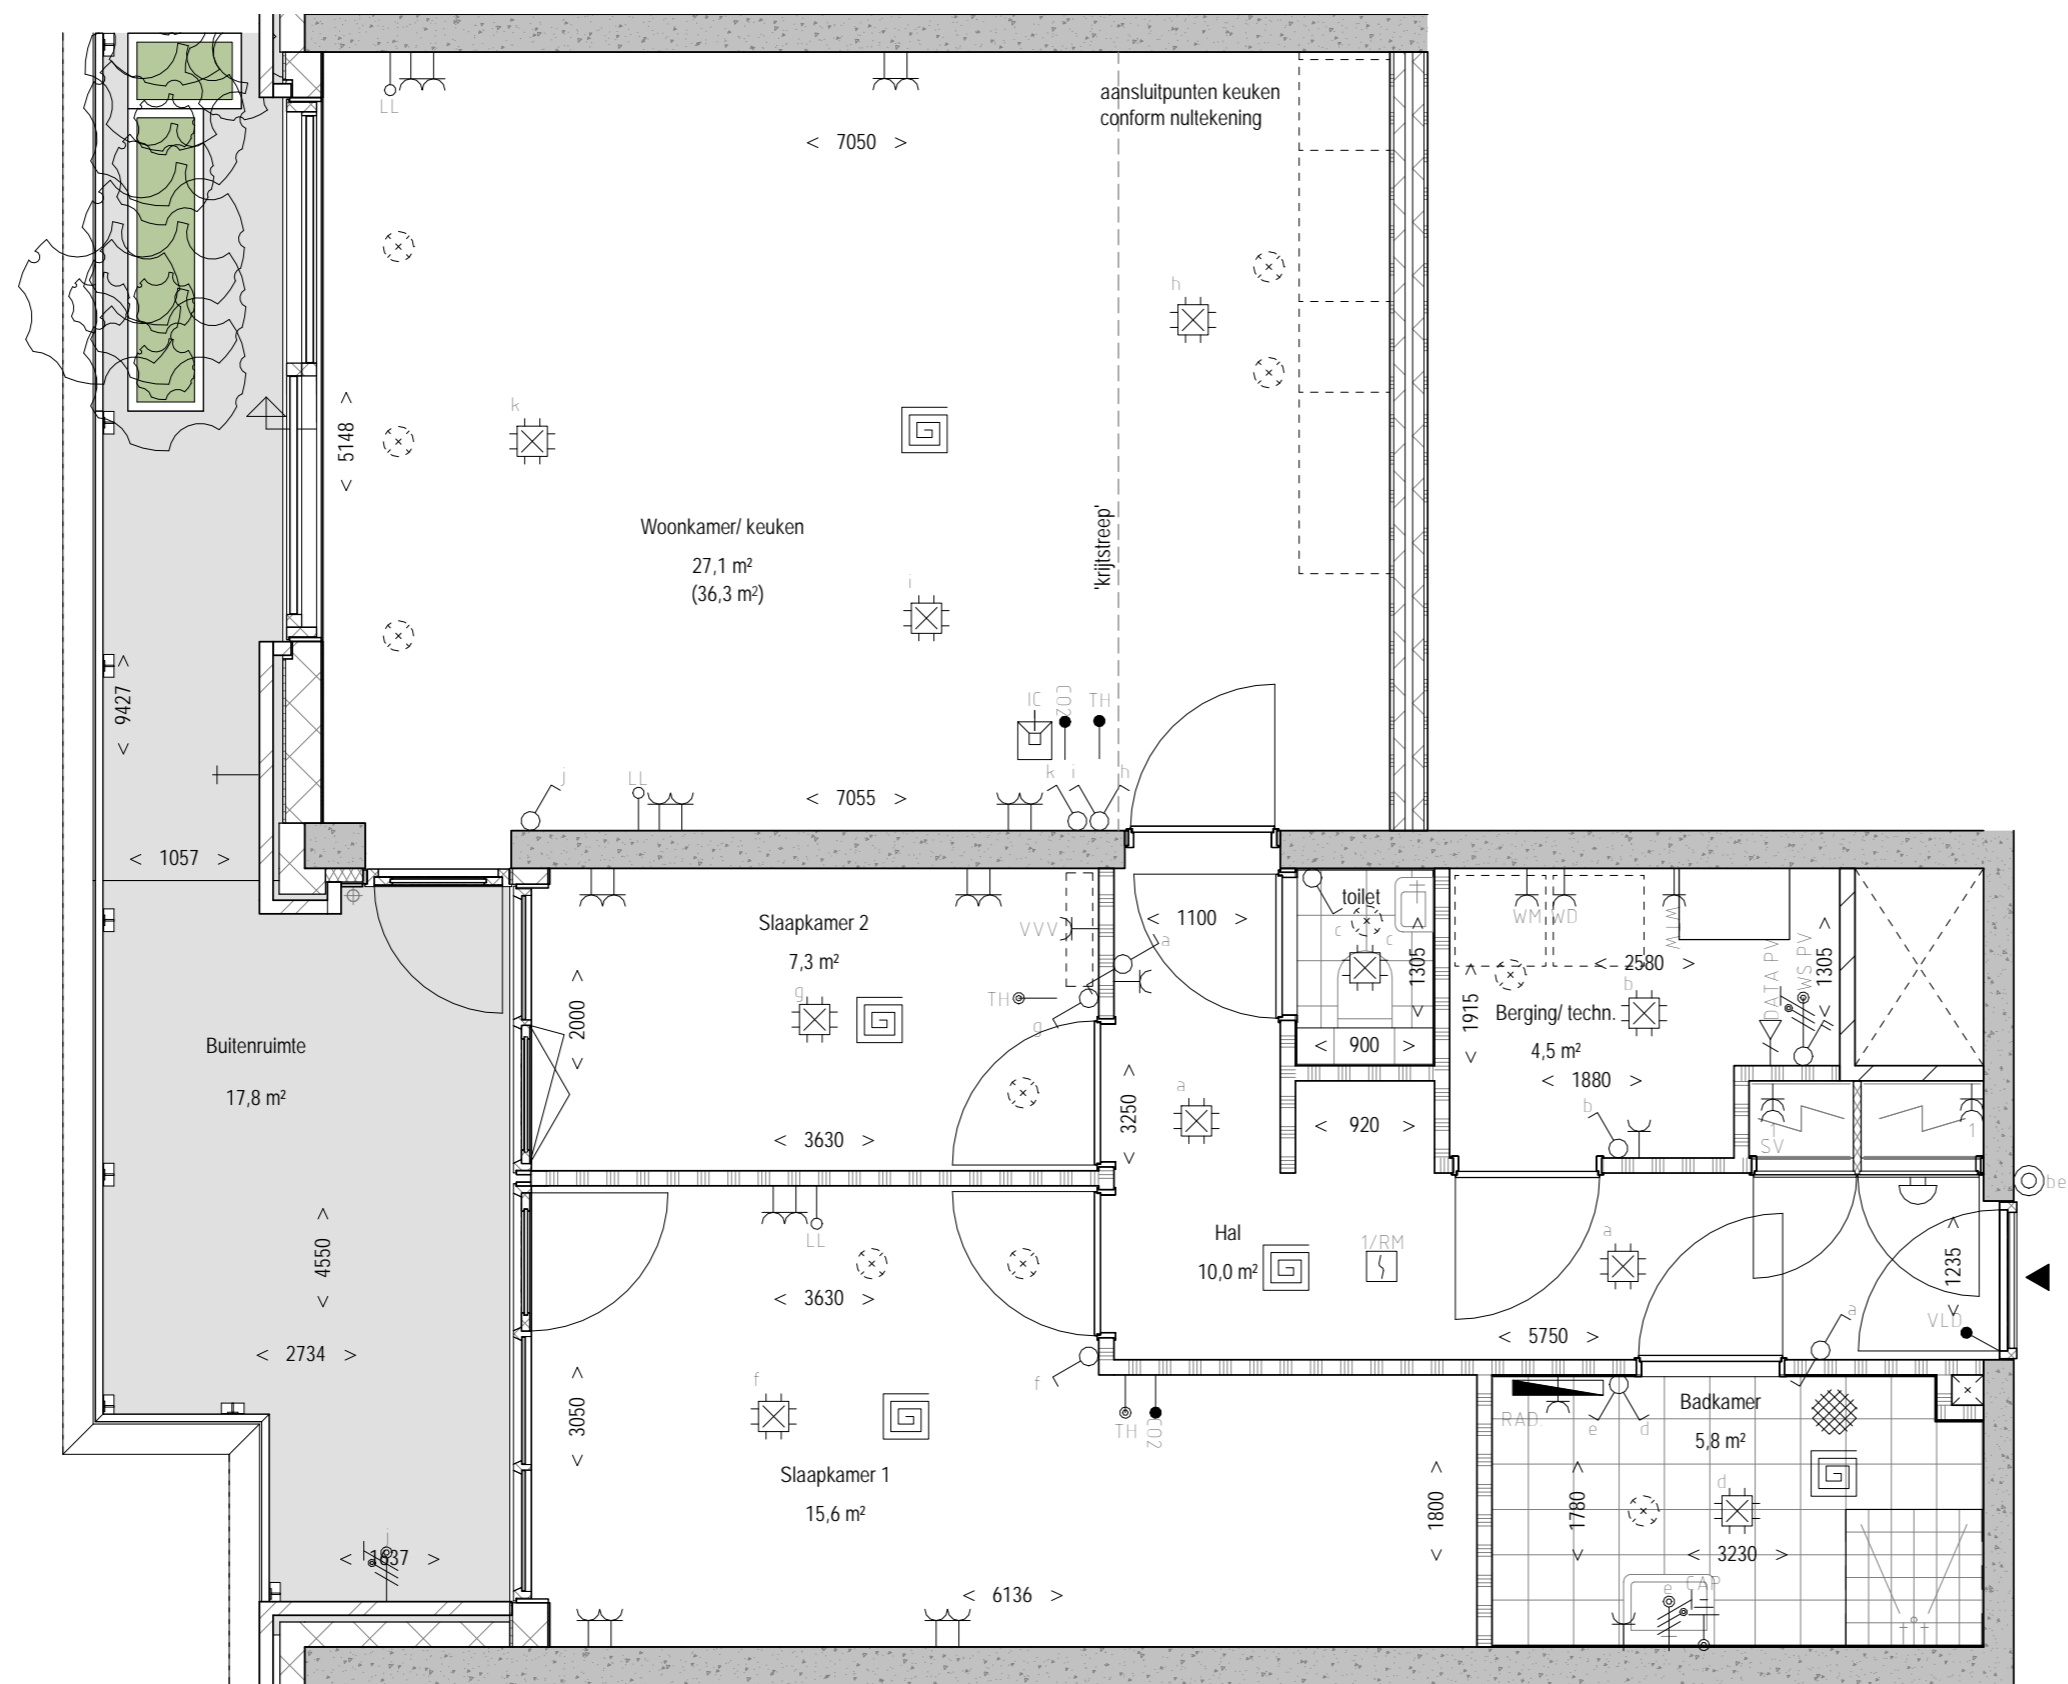 LL
aansluitpunten keuken
conform nultekening
< 7050 >
h
k
< 5148 >
Woonkamer/ keuken
27,1 m²
(36,3 m²)
'krijtstreep'
i
< 9427 >
IC
CO2
TH
j
LL
k
i
h
< 7055 >
< 1057 >
Slaapkamer 2
7,3 m²
VVV
a
< 1100 >
toilet
c
c
< 1305 >
WM
WD
WTW
< 2580 >
DATA PV
WS PV
< 1305 >
b
< 1915 >
Berging/ techn.
4,5 m²
< 1880 >
g
< 2000 >
TH
g
Buitenruimte
17,8 m²
< 900 >
a
< 3250 >
< 920 >
b
1
SV
1
< 3630 >
be
Hal
10,0 m²
1/RM
a
< 1235 >
< 4550 >
LL
< 3630 >
< 5750 >
a
VLD
< 2734 >
f
f
< 3050 >
TH
CO2
RAD.
e
d
Badkamer
5,8 m²
Slaapkamer 1
15,6 m²
< 1800 >
< 1780 >
d
< 3230 >
j
< 1637 >
e
CAP
< 6136 >